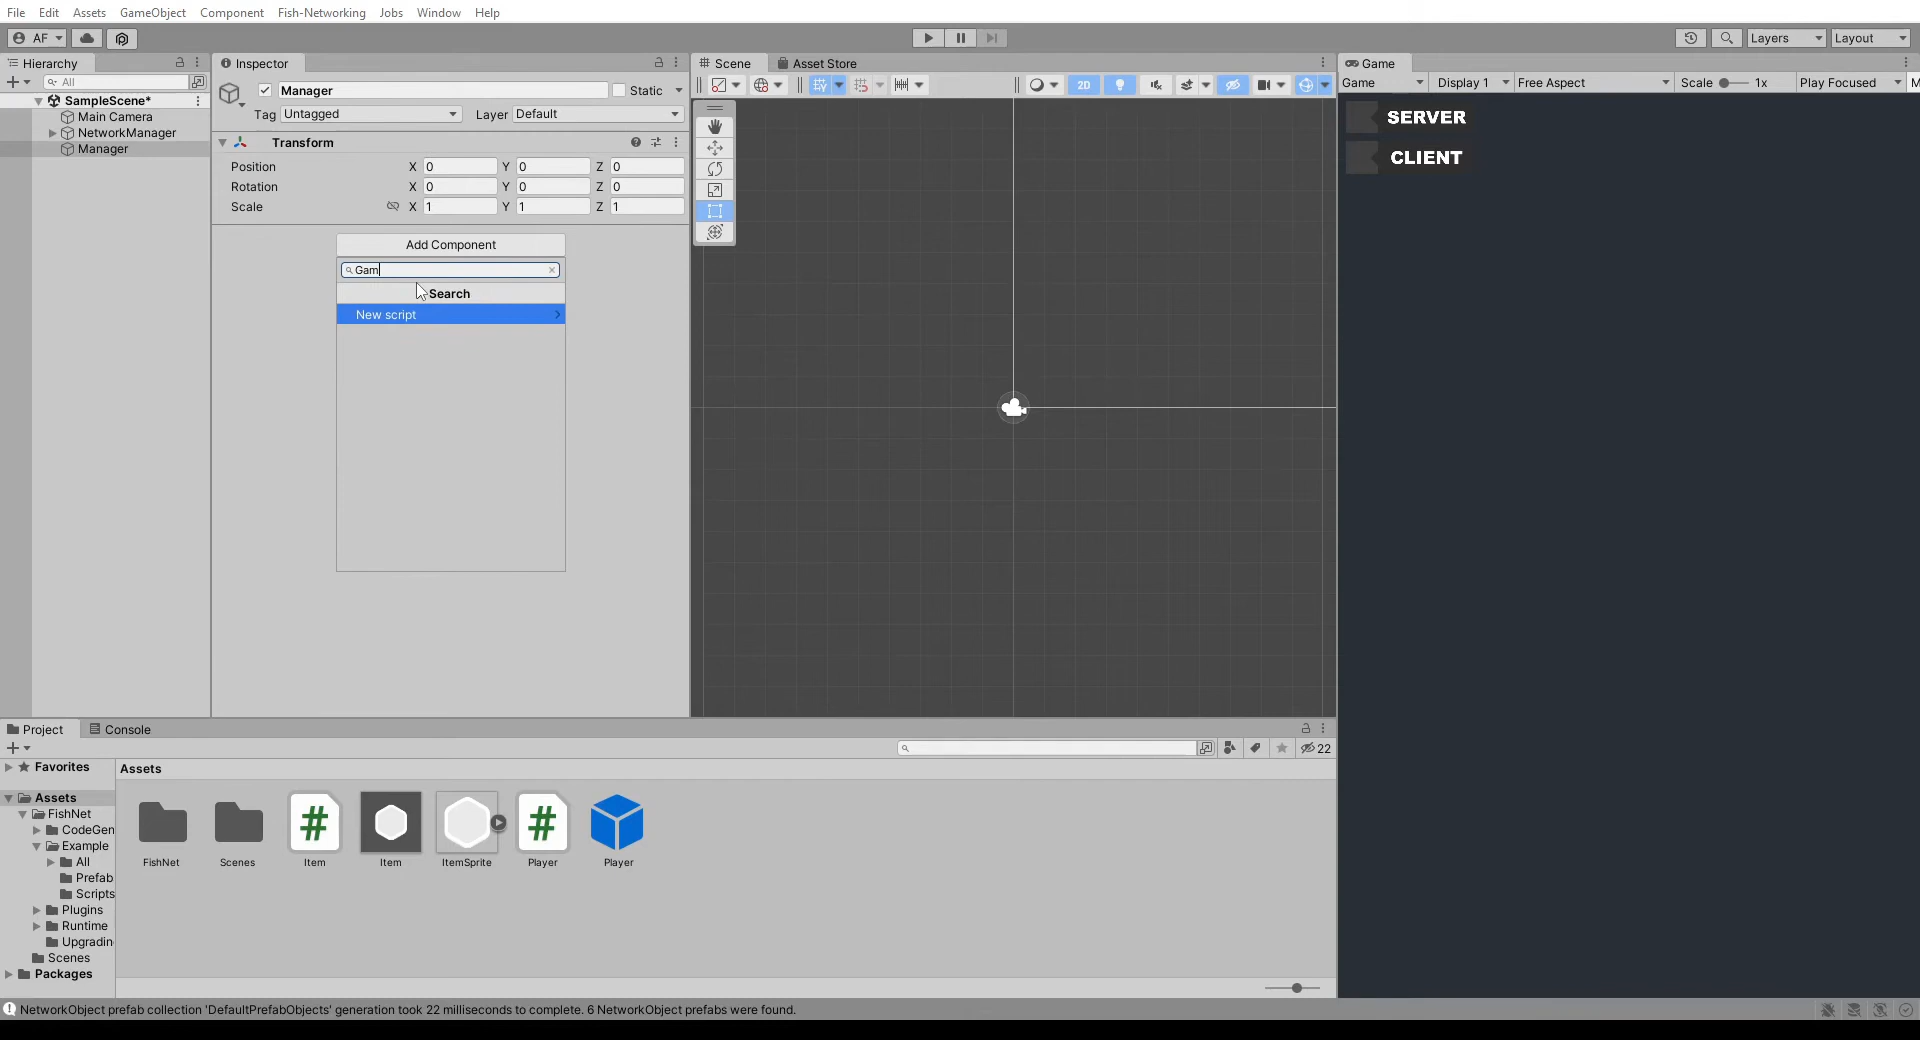 File Edit Assets GameObject Component Fish-Networking Jobs Window Help
AF Layers Layout
Hierarchy
All
SampleScene*
Main Camera
NetworkManager
Manager
Inspector
Manager Static
Tag Untagged Layer Default
Transform
Position X 0 Y 0 Z 0
Rotation X 0 Y 0 Z 0
Scale X 1 Y 1 Z 1
Add Component
Gam
Search
New script
Scene Asset Store
2D
Game
Game Display 1 Free Aspect Scale 1x Play Focused M
SERVER
CLIENT
Project Console
22
Favorites
Assets
FishNet
CodeGen
Example
All
Prefab
Scripts
Plugins
Runtime
Upgradin
Scenes
Packages
Assets
FishNet Scenes Item Item ItemSprite Player Player
NetworkObject prefab collection 'DefaultPrefabObjects' generation took 22 milliseconds to complete. 6 NetworkObject prefabs were found.